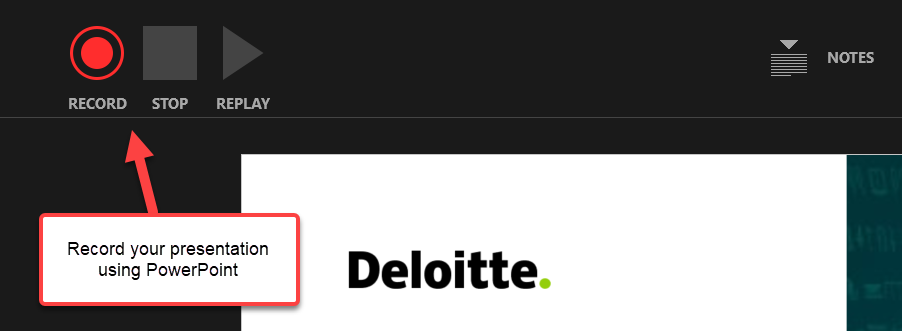 RECORD STOP REPLAY
NOTES
Record your presentation
using PowerPoint
Deloitte.